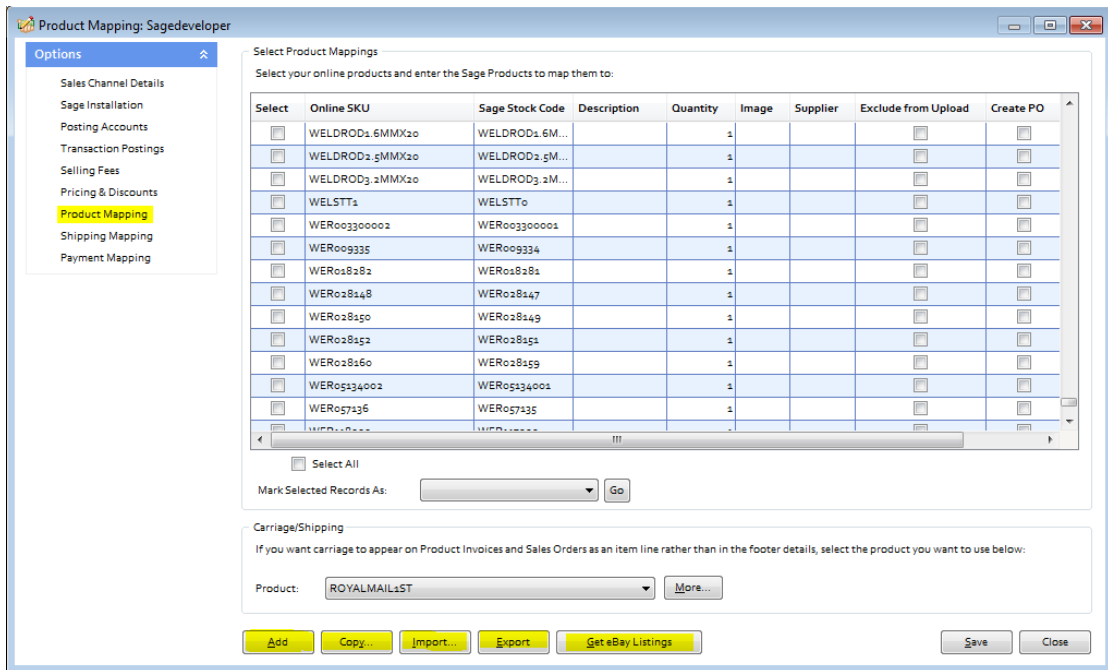 Product Mapping: Sagedeveloper
Options
Sales Channel Details
Sage Installation
Posting Accounts
Transaction Postings
Selling Fees
Pricing & Discounts
Product Mapping
Shipping Mapping
Payment Mapping
Select Product Mappings
Select your online products and enter the Sage Products to map them to:
Select Online SKU Sage Stock Code Description Quantity Image Supplier Exclude from Upload Create PO
WELDROD1.6MMX20 WELDROD1.6M... 1
WELDROD2.5MMX20 WELDROD2.5M... 1
WELDROD3.2MMX20 WELDROD3.2M... 1
WELSTT1 WELSTT0 1
WER003300002 WER003300001 1
WER009335 WER009334 1
WER018282 WER018281 1
WER028148 WER028147 1
WER028150 WER028149 1
WER028152 WER028151 1
WER028160 WER028159 1
WER05134002 WER05134001 1
WER057136 WER057135 1
Select All
Mark Selected Records As: Go
Carriage/Shipping
If you want carriage to appear on Product Invoices and Sales Orders as an item line rather than in the footer details, select the product you want to use below:
Product: ROYALMAIL1ST More...
Add Copy... Import... Export Get eBay Listings Save Close